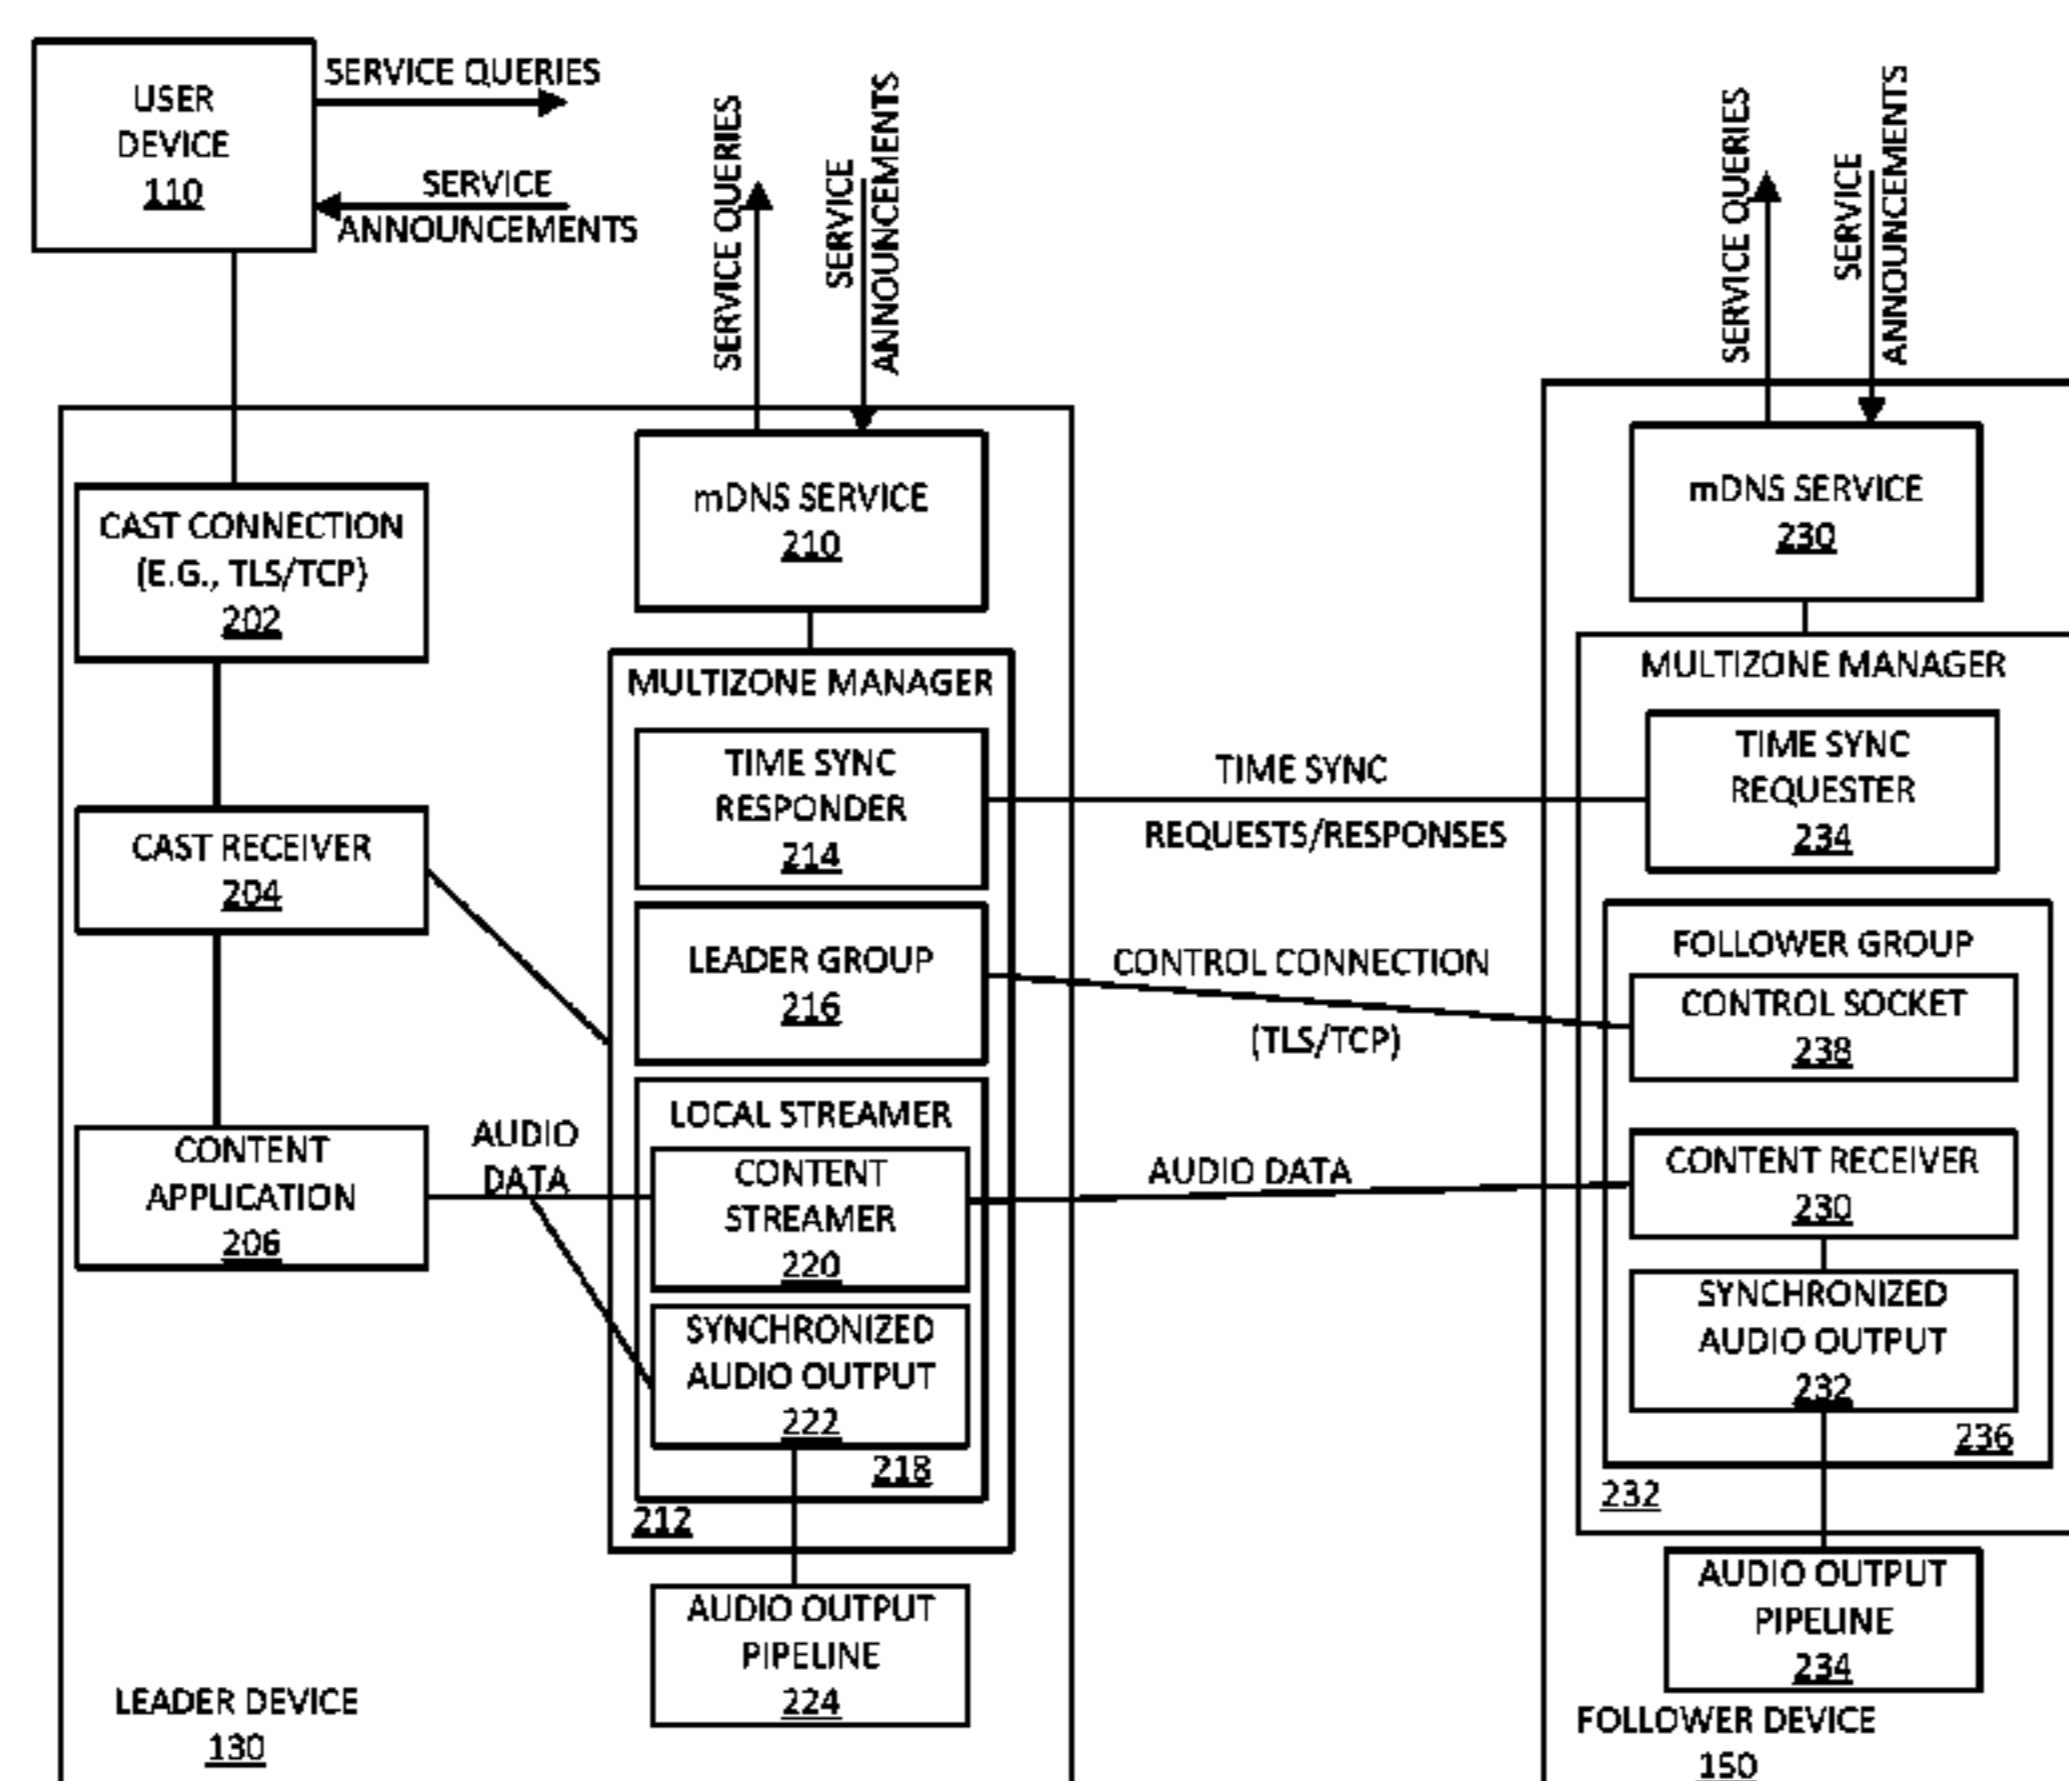 USER
DEVICE
110
SERVICE QUERIES
SERVICE
ANNOUNCEMENTS
SERVICE QUERIES
SERVICE
ANNOUNCEMENTS
SERVICE QUERIES
SERVICE
ANNOUNCEMENTS
CAST CONNECTION
(E.G., TLS/TCP)
202
CAST RECEIVER
204
CONTENT
APPLICATION
206
AUDIO
DATA
mDNS SERVICE
210
MULTIZONE MANAGER
TIME SYNC
RESPONDER
214
LEADER GROUP
216
LOCAL STREAMER
CONTENT
STREAMER
220
SYNCHRONIZED
AUDIO OUTPUT
222
218
212
AUDIO OUTPUT
PIPELINE
224
LEADER DEVICE
130
TIME SYNC
REQUESTS/RESPONSES
CONTROL CONNECTION
(TLS/TCP)
AUDIO DATA
mDNS SERVICE
230
MULTIZONE MANAGER
TIME SYNC
REQUESTER
234
FOLLOWER GROUP
CONTROL SOCKET
238
CONTENT RECEIVER
230
SYNCHRONIZED
AUDIO OUTPUT
232
236
232
AUDIO OUTPUT
PIPELINE
234
FOLLOWER DEVICE
150